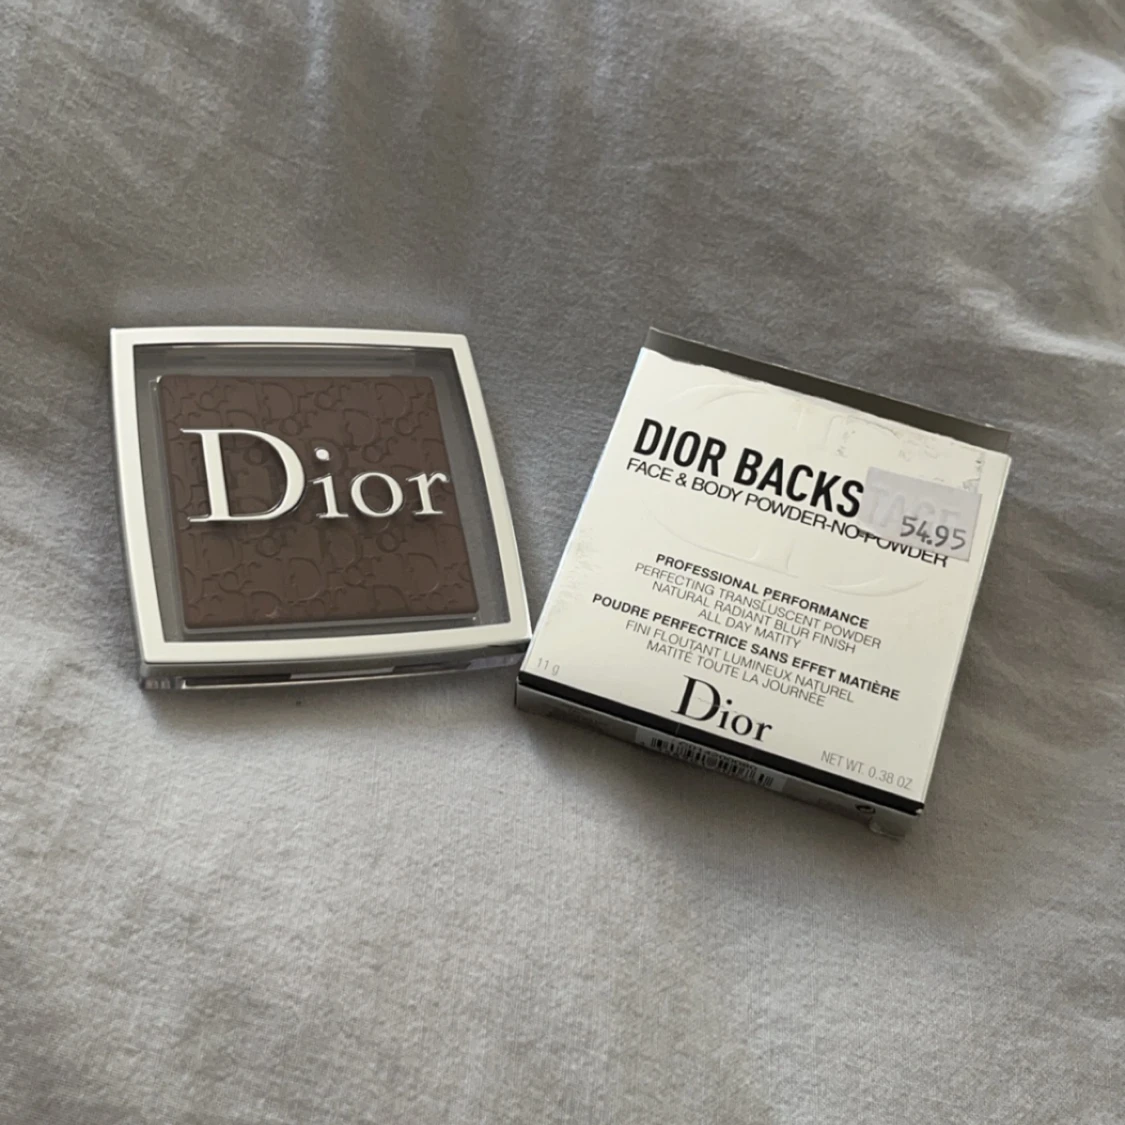 Dior
DIOR BACKSTAGE
54.95
FACE & BODY POWDER-NO-POWDER
PROFESSIONAL PERFORMANCE
PERFECTING TRANSLUSCENT POWDER
NATURAL RADIANT BLUR FINISH
ALL DAY MATITY
POUDRE PERFECTRICE SANS EFFET MATIÈRE
FINI FLOUTANT LUMINEUX NATUREL
MATITÉ TOUTE LA JOURNÉE
11 g
Dior
NET WT. 0.38 OZ